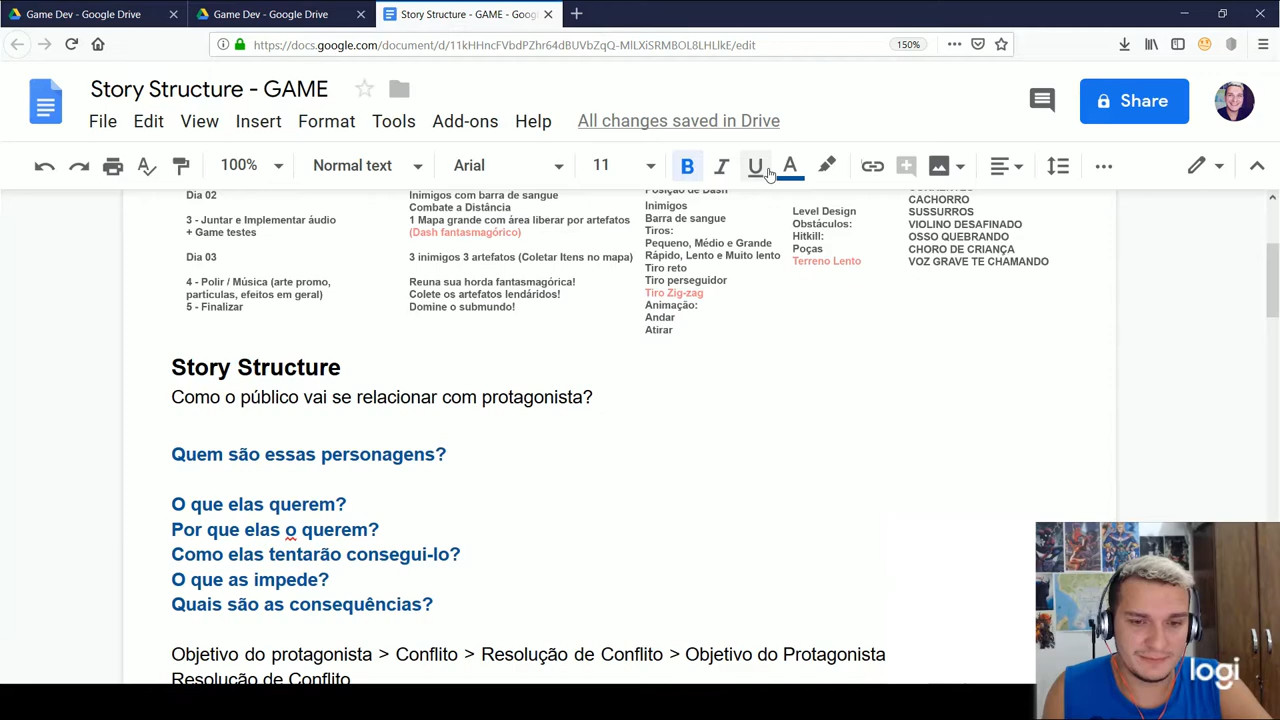 Game Dev - Google Drive
Game Dev - Google Drive
Story Structure - GAME - Goog
https://docs.google.com/document/d/11kHHncFVbdPZhr64dBUVbZqQ-MlLXiSRMBOL8LHLIkE/edit
150%
Story Structure - GAME
Share
File Edit View Insert Format Tools Add-ons Help All changes saved in Drive
100% Normal text Arial 11 B I U A
Dia 02
3 - Juntar e Implementar áudio
+ Game testes
Dia 03
4 - Polir / Música (arte promo,
particulas, efeitos em geral)
5 - Finalizar
Inimigos com barra de sangue
Combate a Distância
1 Mapa grande com área liberar por artefatos
(Dash fantasmagórico)
3 inimigos 3 artefatos (Coletar Itens no mapa)
Reuna sua horda fantasmagórica!
Colete os artefatos lendáridos!
Domine o submundo!
Posição de Dash
Inimigos
Barra de sangue
Tiros:
Pequeno, Médio e Grande
Rápido, Lento e Muito lento
Tiro reto
Tiro perseguidor
Tiro Zig-zag
Animação:
Andar
Atirar
Level Design
Obstáculos:
Hitkill:
Poças
Terreno Lento
CORRENTES
CACHORRO
SUSSURROS
VIOLINO DESAFINADO
OSSO QUEBRANDO
CHORO DE CRIANÇA
VOZ GRAVE TE CHAMANDO
Story Structure
Como o público vai se relacionar com protagonista?
Quem são essas personagens?
O que elas querem?
Por que elas o querem?
Como elas tentarão consegui-lo?
O que as impede?
Quais são as consequências?
Objetivo do protagonista > Conflito > Resolução de Conflito > Objetivo do Protagonista
Resolução de Conflito
logi